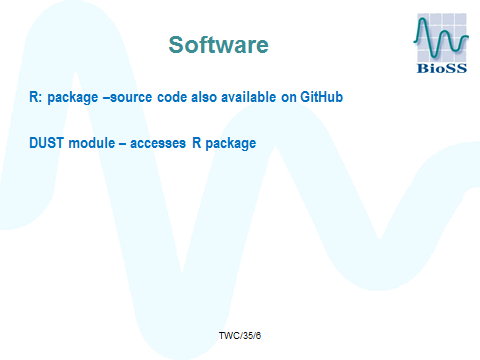 Software
BioSS
R: package –source code also available on GitHub
DUST module – accesses R package
TWC/35/6